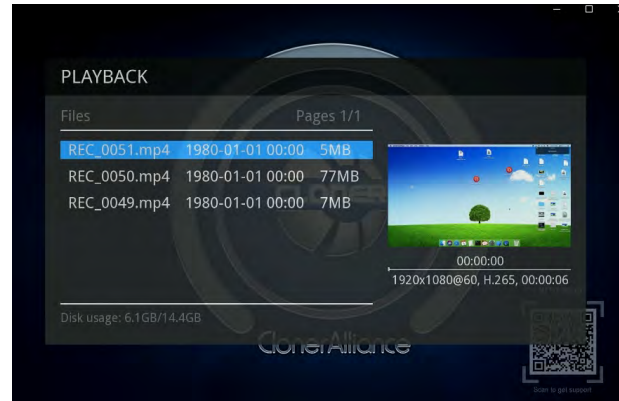 PLAYBACK
Files Pages 1/1
REC_0051.mp4 1980-01-01 00:00 5MB
REC_0050.mp4 1980-01-01 00:00 77MB
REC_0049.mp4 1980-01-01 00:00 7MB
00:00:00
1920x1080@60, H.265, 00:00:06
Disk usage: 6.1GB/14.4GB
ClonerAlliance
Scan to get support